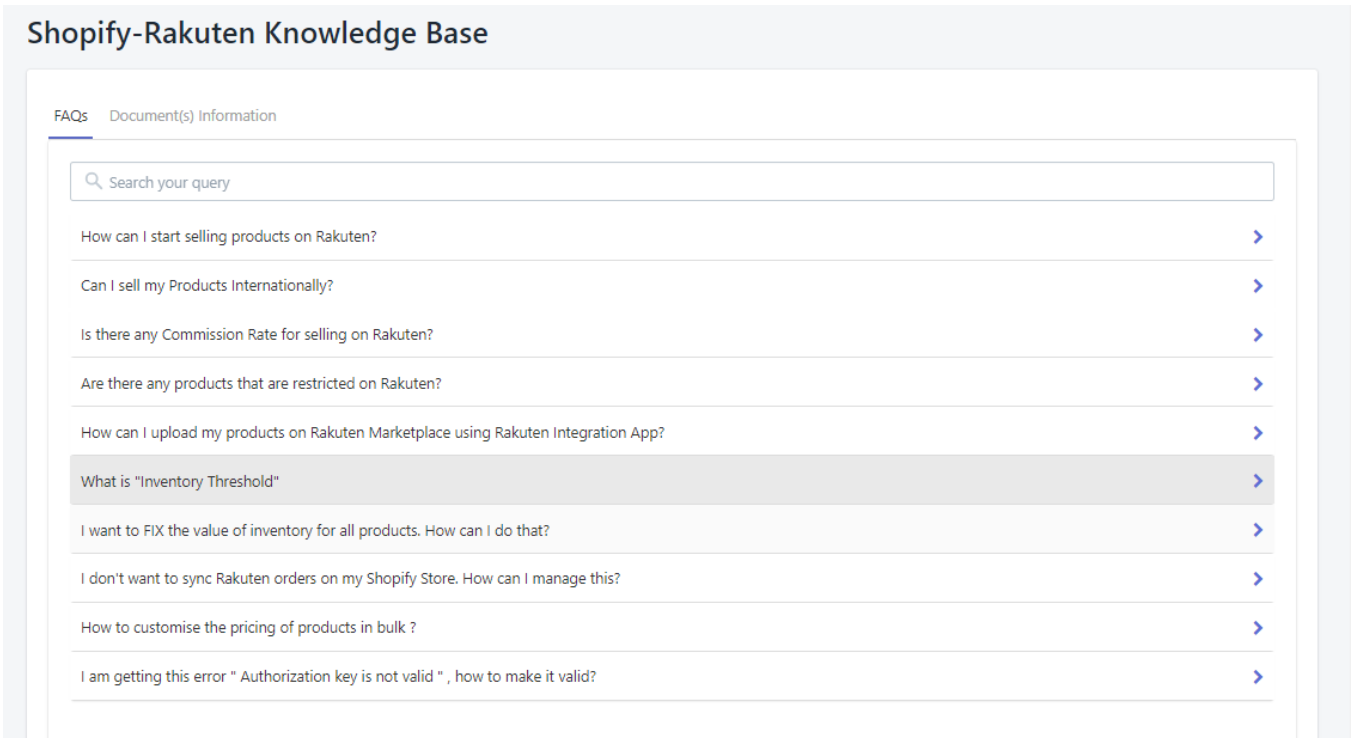 Shopify-Rakuten Knowledge Base
FAQs Document(s) Information
Search your query
How can I start selling products on Rakuten?
Can I sell my Products Internationally?
Is there any Commission Rate for selling on Rakuten?
Are there any products that are restricted on Rakuten?
How can I upload my products on Rakuten Marketplace using Rakuten Integration App?
What is "Inventory Threshold"
I want to FIX the value of inventory for all products. How can I do that?
I don't want to sync Rakuten orders on my Shopify Store. How can I manage this?
How to customise the pricing of products in bulk ?
I am getting this error " Authorization key is not valid " , how to make it valid?